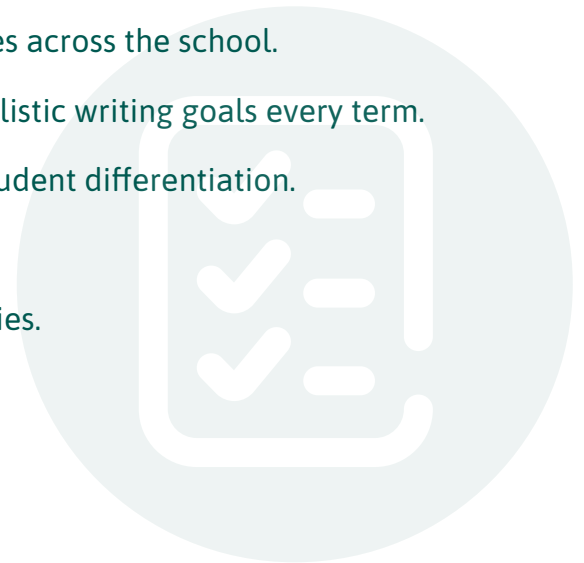 es across the school.
listic writing goals every term.
udent differentiation.
ies.